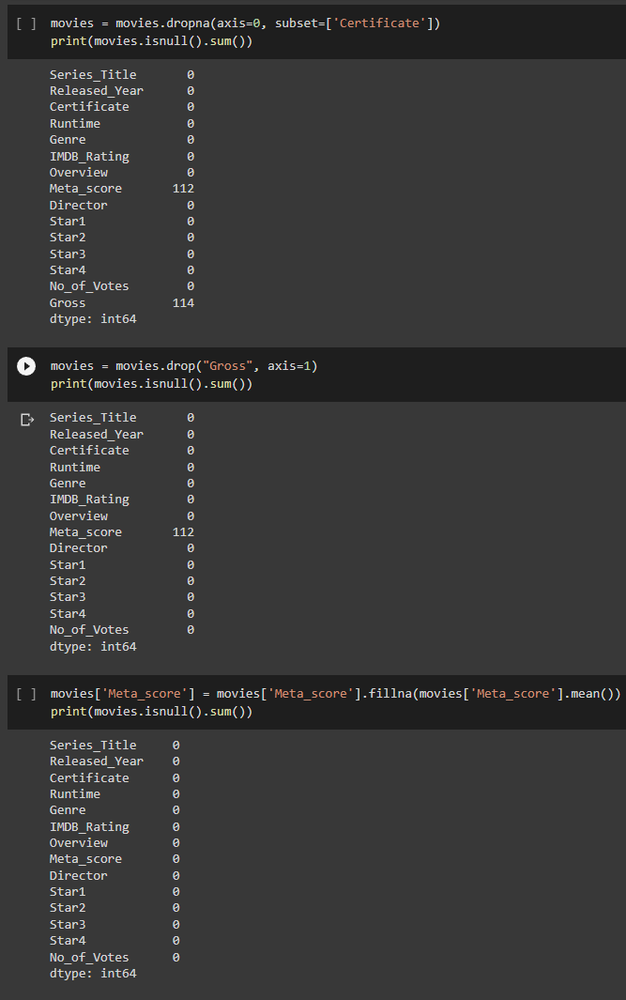 [ ] movies = movies.dropna(axis=0, subset=['Certificate'])
print(movies.isnull().sum())
Series_Title 0
Released_Year 0
Certificate 0
Runtime 0
Genre 0
IMDB_Rating 0
Overview 0
Meta_score 112
Director 0
Star1 0
Star2 0
Star3 0
Star4 0
No_of_Votes 0
Gross 114
dtype: int64
movies = movies.drop("Gross", axis=1)
print(movies.isnull().sum())
Series_Title 0
Released_Year 0
Certificate 0
Runtime 0
Genre 0
IMDB_Rating 0
Overview 0
Meta_score 112
Director 0
Star1 0
Star2 0
Star3 0
Star4 0
No_of_Votes 0
dtype: int64
[ ] movies['Meta_score'] = movies['Meta_score'].fillna(movies['Meta_score'].mean())
print(movies.isnull().sum())
Series_Title 0
Released_Year 0
Certificate 0
Runtime 0
Genre 0
IMDB_Rating 0
Overview 0
Meta_score 0
Director 0
Star1 0
Star2 0
Star3 0
Star4 0
No_of_Votes 0
dtype: int64